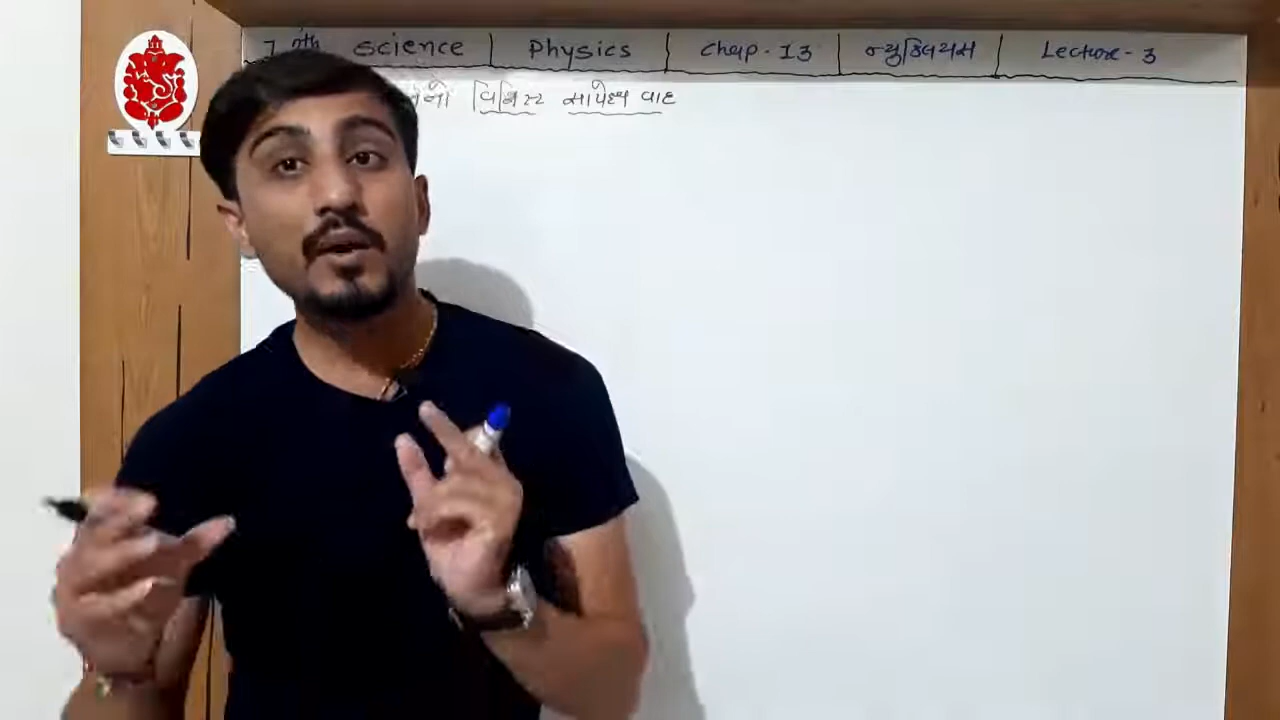 science | Physics | Chap - 13 | ન્યુક્લિયસ | Lecture - 3
વિશિષ્ટ સાપેક્ષ વાદ